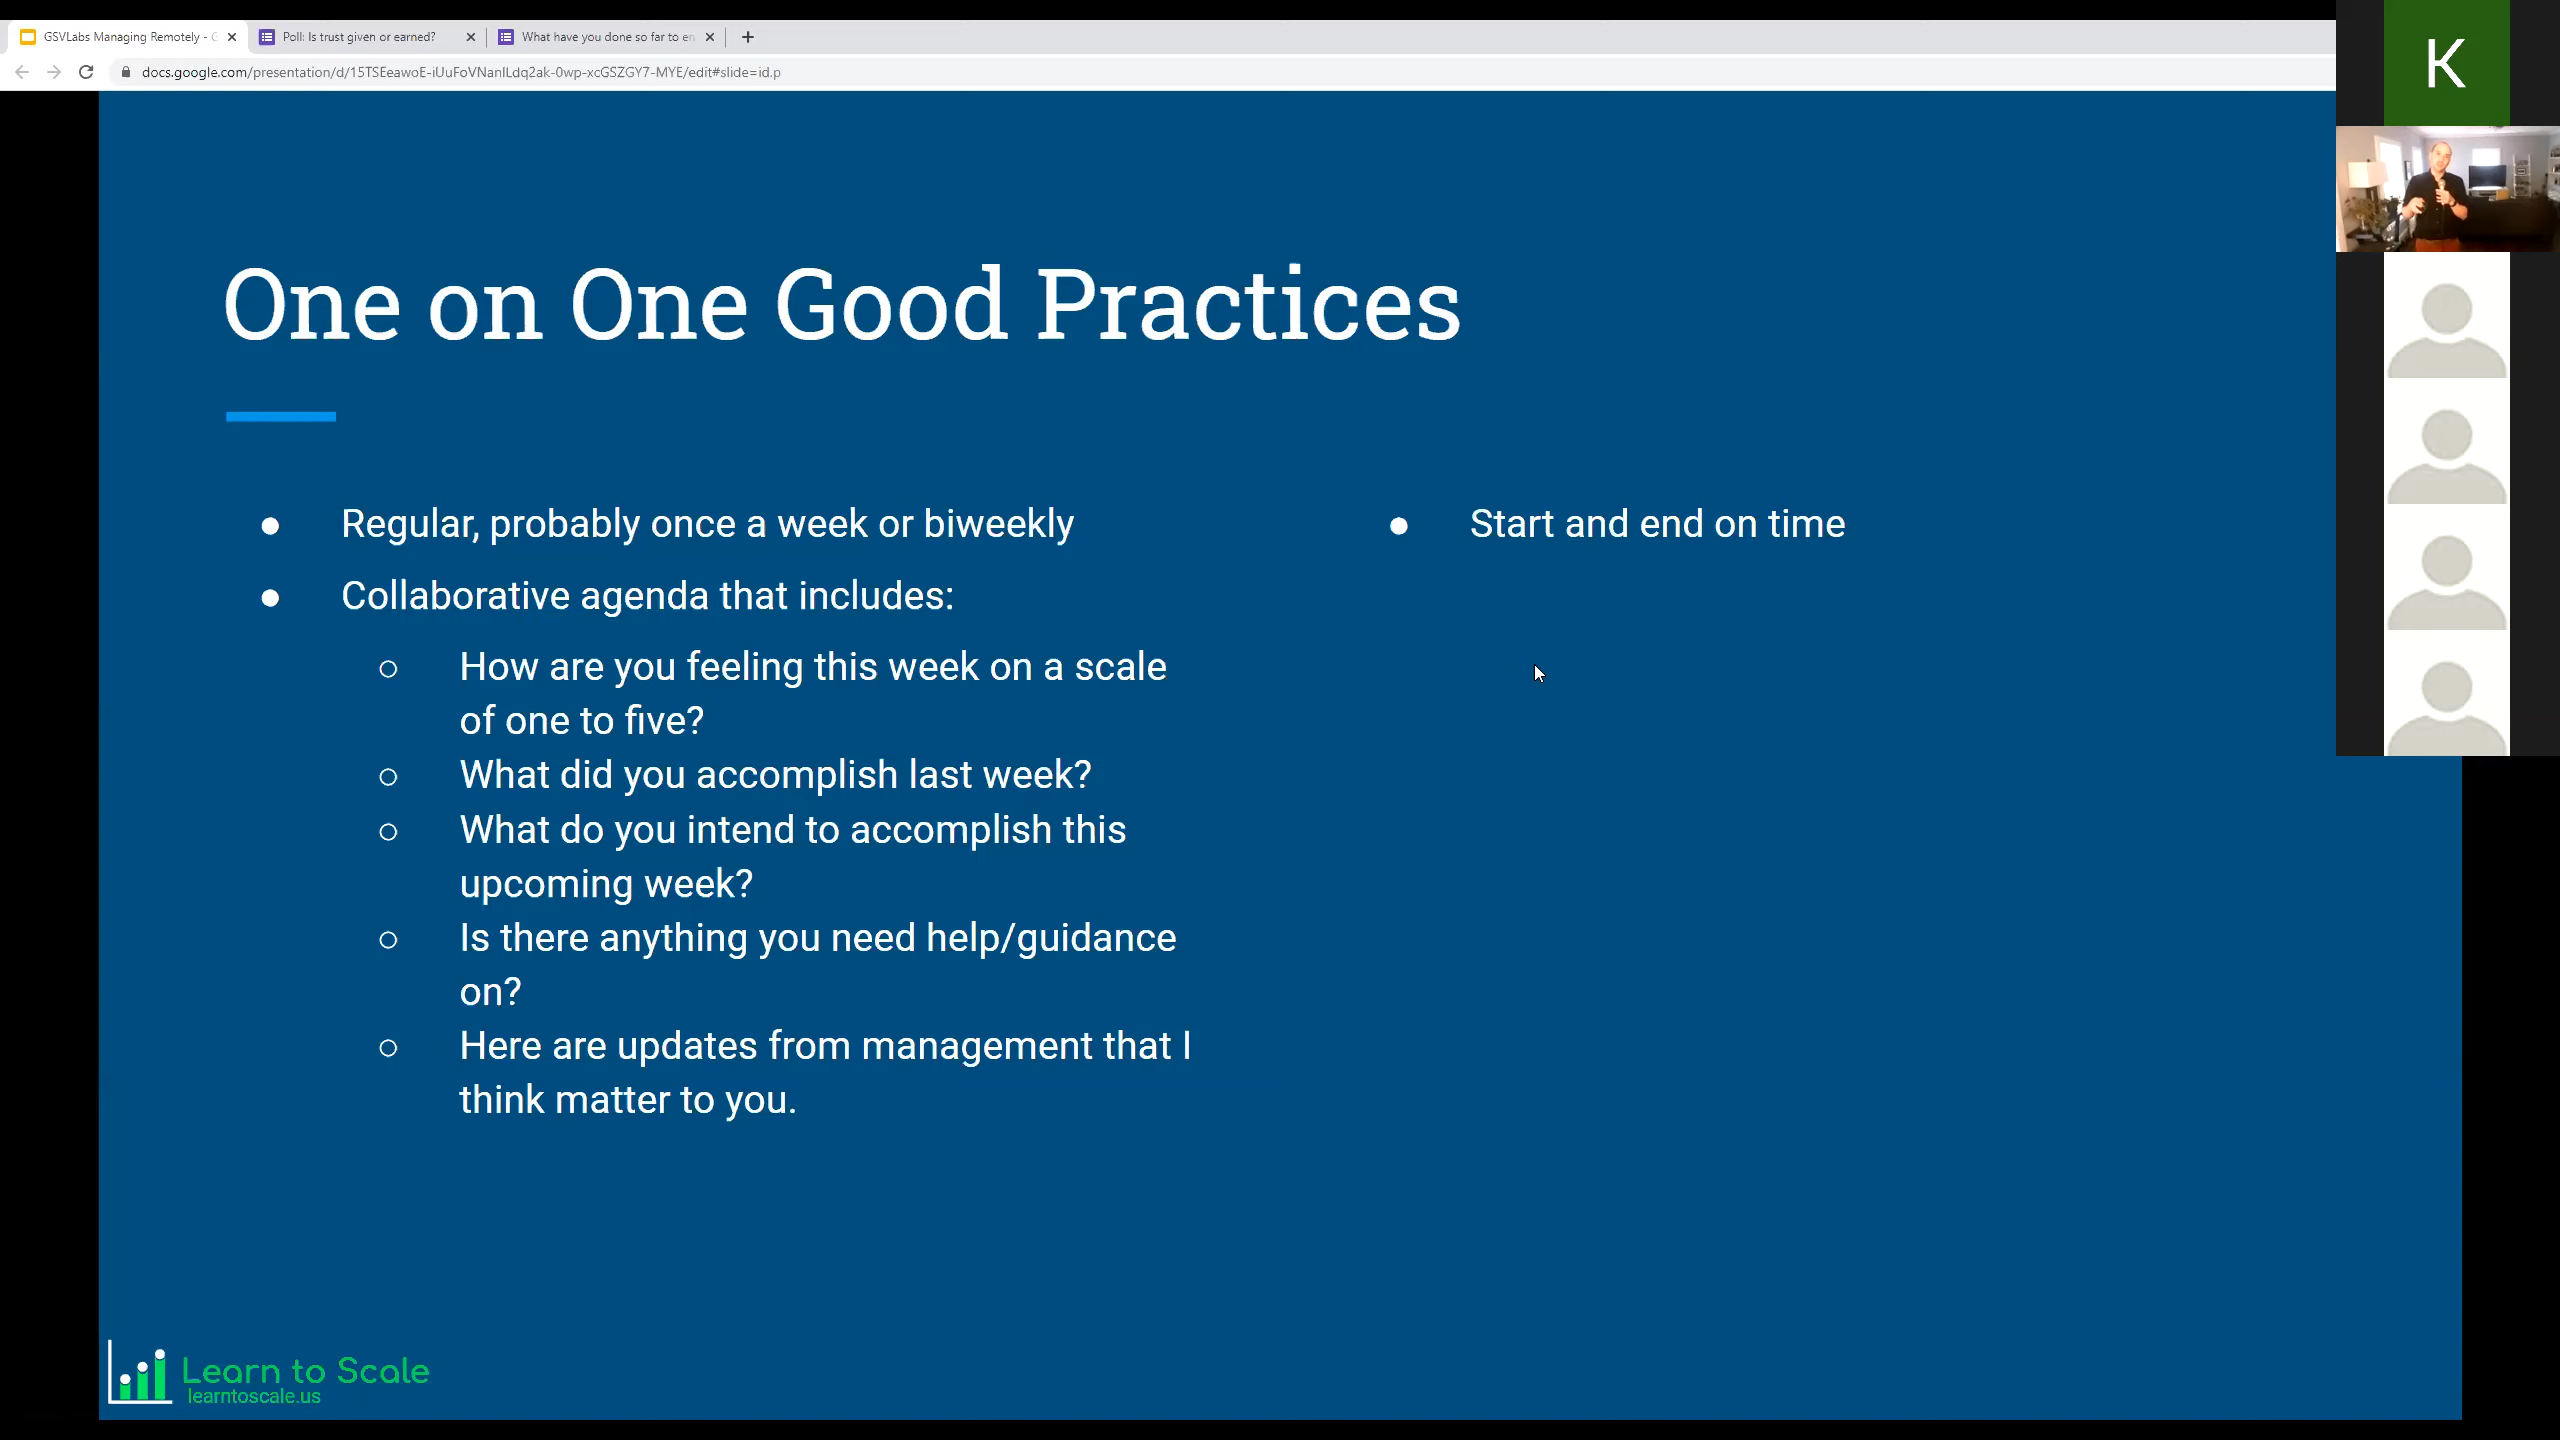 GSVLabs Managing Remotely - G
Poll: Is trust given or earned?
What have you done so far to en
docs.google.com/presentation/d/15TSEeawoE-iUuFoVNanILdq2ak-0wp-xcGSZGY7-MYE/edit#slide=id.p
K
One on One Good Practices
● Regular, probably once a week or biweekly
● Collaborative agenda that includes:
○ How are you feeling this week on a scale
of one to five?
○ What did you accomplish last week?
○ What do you intend to accomplish this
upcoming week?
○ Is there anything you need help/guidance
on?
○ Here are updates from management that I
think matter to you.
● Start and end on time
Learn to Scale
learntoscale.us